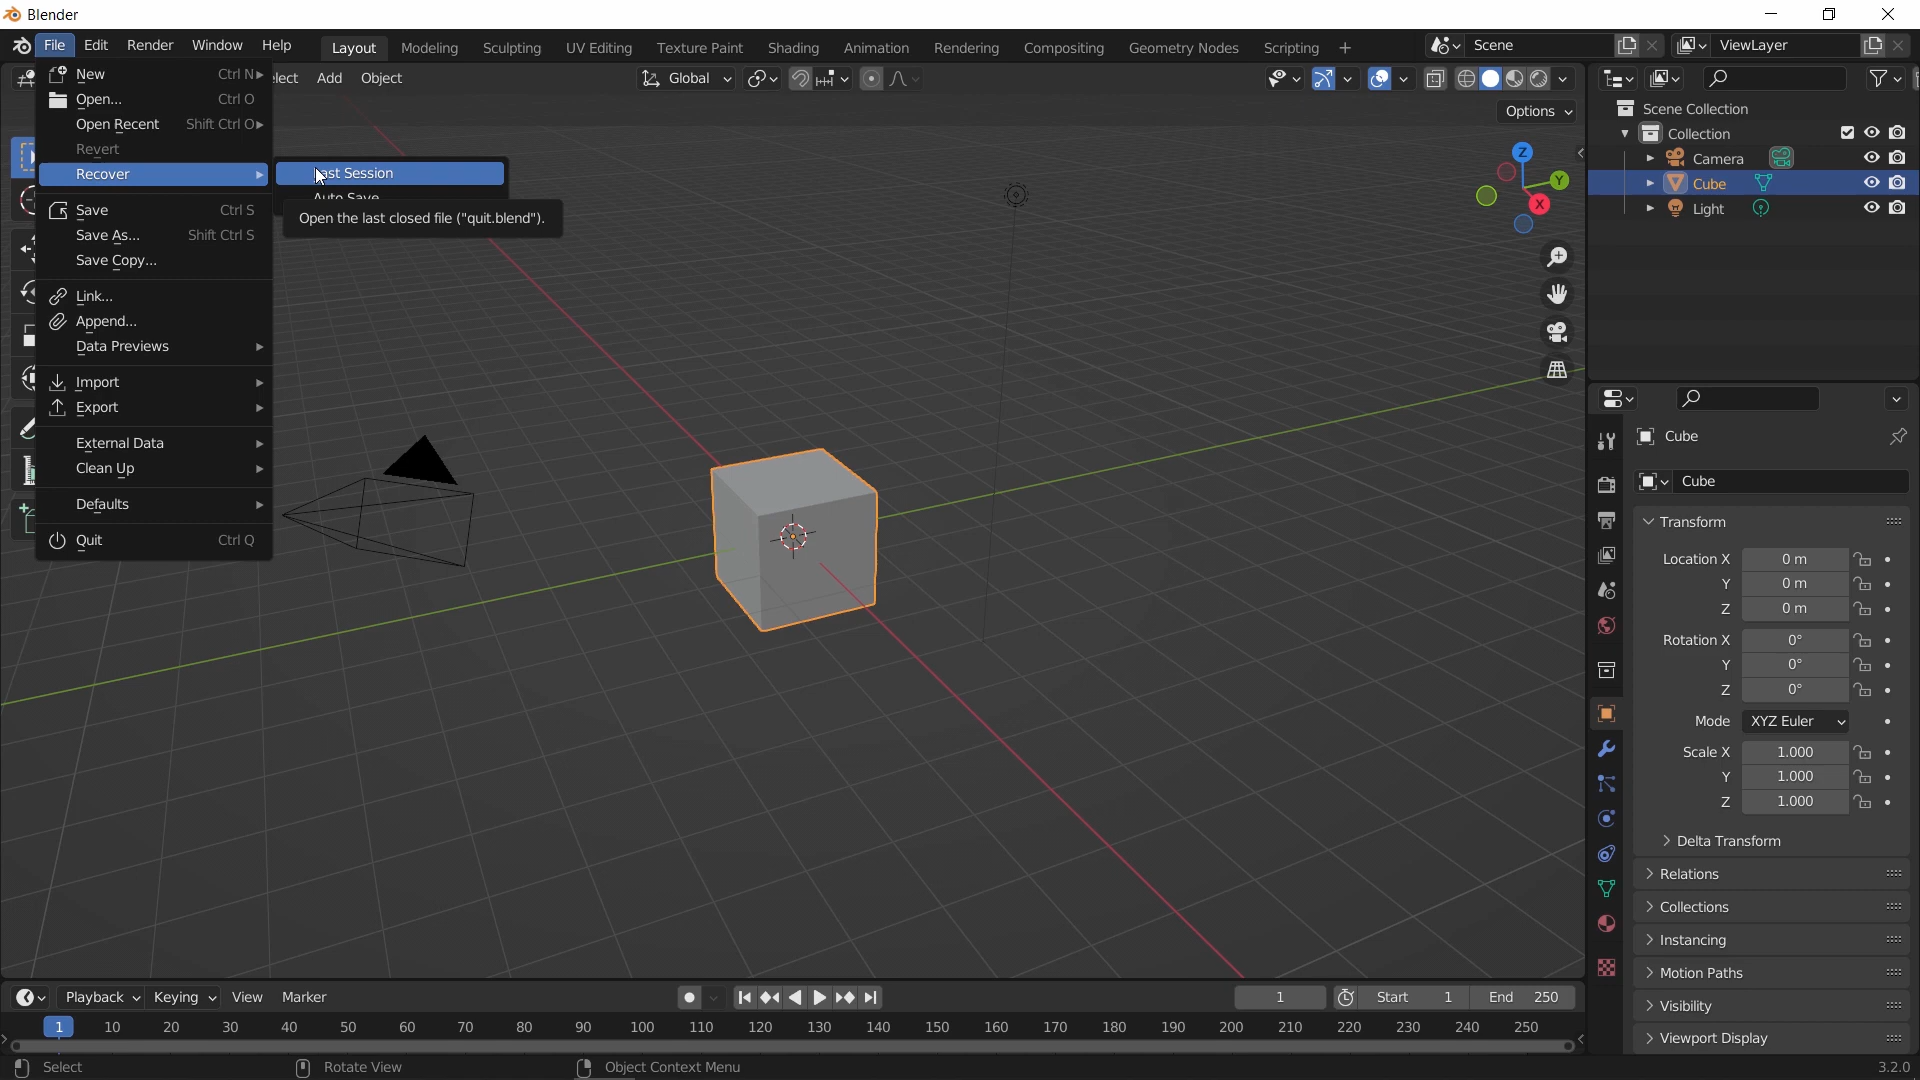 Blender
File Edit Render Window Help Layout Modeling Sculpting UV Editing Texture Paint Shading Animation Rendering Compositing Geometry Nodes Scripting + Scene ViewLayer
New Ctrl N
Open... Ctrl O
Open Recent Shift Ctrl O
Revert
Recover
Save Ctrl S
Save As... Shift Ctrl S
Save Copy...
Link...
Append...
Data Previews
Import
Export
External Data
Clean Up
Defaults
Quit Ctrl Q
Add Object Global
Options
Last Session
Auto Save
Open the last closed file ("quit.blend").
Z
Y
X
Scene Collection
Collection
Camera
Cube
Light
Cube
Cube
Transform
Location X 0 m
Y 0 m
Z 0 m
Rotation X 0°
Y 0°
Z 0°
Mode XYZ Euler
Scale X 1.000
Y 1.000
Z 1.000
Delta Transform
Relations
Collections
Instancing
Motion Paths
Visibility
Viewport Display
Playback Keying View Marker 1 Start 1 End 250
1 10 20 30 40 50 60 70 80 90 100 110 120 130 140 150 160 170 180 190 200 210 220 230 240 250
Select Rotate View Object Context Menu 3.2.0